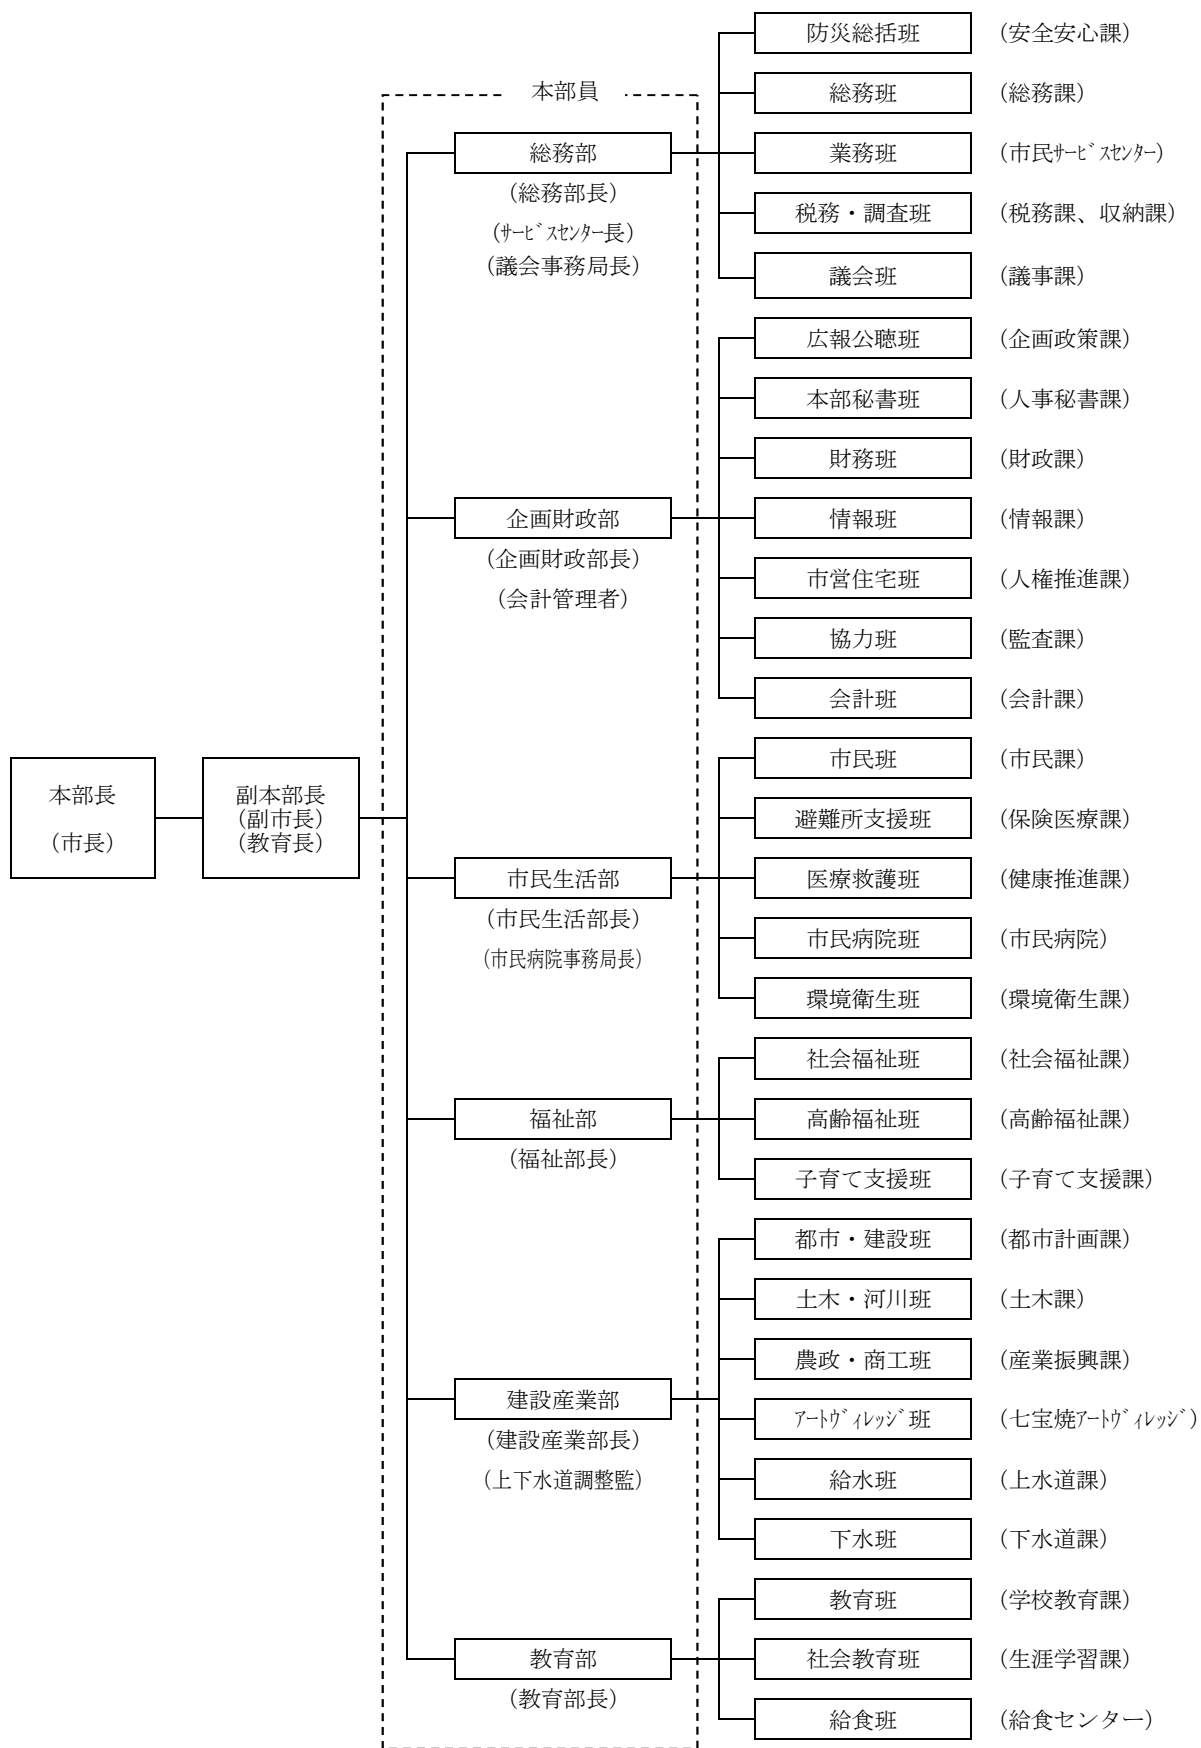 防災総括班 （安全安心課）
本部員
総務班 （総務課）
総務部
業務班 （市民ｻｰﾋﾞｽｾﾝﾀｰ）
（総務部長）
税務・調査班 （税務課、収納課）
（ｻｰﾋﾞｽｾﾝﾀｰ長）
（議会事務局長）
議会班 （議事課）
広報公聴班 （企画政策課）
本部秘書班 （人事秘書課）
財務班 （財政課）
企画財政部
情報班 （情報課）
（企画財政部長）
市営住宅班 （人権推進課）
（会計管理者）
協力班 （監査課）
会計班 （会計課）
市民班 （市民課）
本部長
（市長）
副本部長
（副市長）
（教育長）
避難所支援班 （保険医療課）
市民生活部
医療救護班 （健康推進課）
（市民生活部長）
市民病院班 （市民病院）
（市民病院事務局長）
環境衛生班 （環境衛生課）
社会福祉班 （社会福祉課）
福祉部
高齢福祉班 （高齢福祉課）
（福祉部長）
子育て支援班 （子育て支援課）
都市・建設班 （都市計画課）
土木・河川班 （土木課）
農政・商工班 （産業振興課）
建設産業部
ｱｰﾄｳﾞｨﾚｯｼﾞ班 （七宝焼ｱｰﾄｳﾞｨﾚｯｼﾞ）
（建設産業部長）
（上下水道調整監）
給水班 （上水道課）
下水班 （下水道課）
教育班 （学校教育課）
教育部
社会教育班 （生涯学習課）
（教育部長）
給食班 （給食センター）